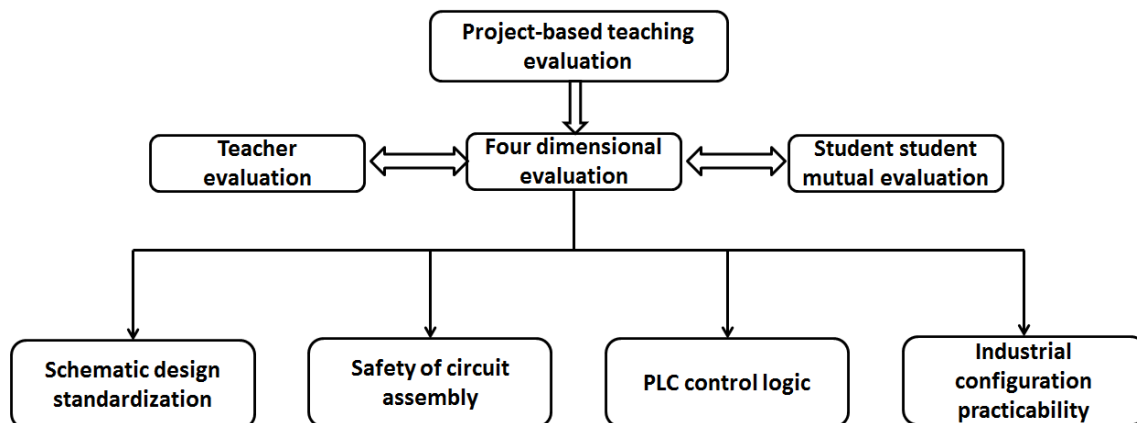 Project-based teaching
evaluation
Teacher
evaluation
Four dimensional
evaluation
Student student
mutual evaluation
Schematic design
standardization
Safety of circuit
assembly
PLC control logic
Industrial
configuration
practicability